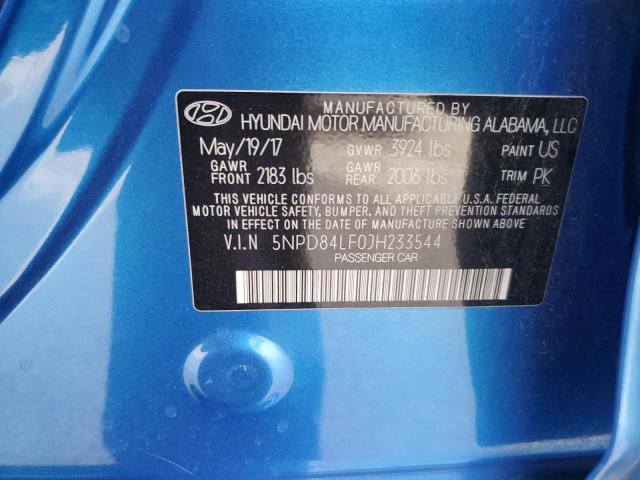 MANUFACTURED BY
HYUNDAI MOTOR MANUFACTURING ALABAMA, LLC
May/19/17 GVWR 3924 lbs PAINT US
GAWR FRONT 2183 lbs GAWR REAR 2006 lbs TRIM PK
THIS VEHICLE CONFORMS TO ALL APPLICABLE U.S.A. FEDERAL
MOTOR VEHICLE SAFETY, BUMPER, AND THEFT PREVENTION
STANDARDS IN EFFECT ON THE DATE OF MANUFACTURE SHOWN ABOVE.
V.I.N 5NPD84LF0JH233544
PASSENGER CAR